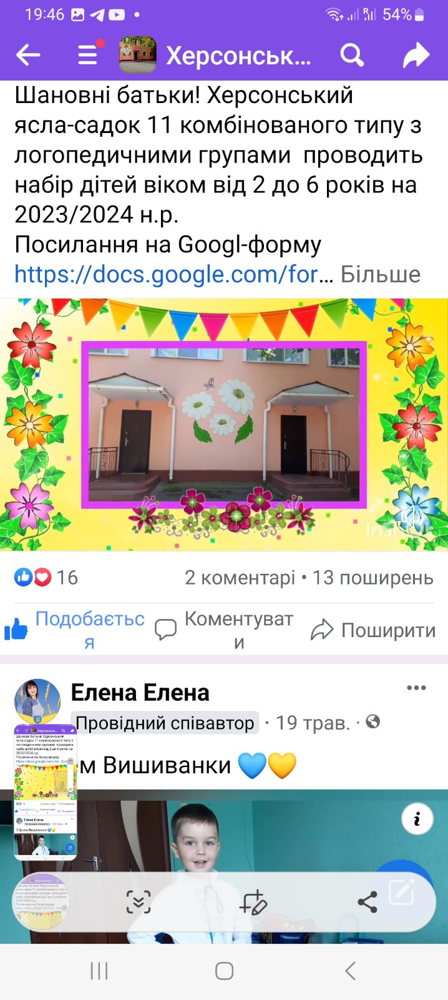 19:46
54%
Херсонськ...
Шановні батьки! Херсонський
ясла-садок 11 комбінованого типу з
логопедичними групами проводить
набір дітей віком від 2 до 6 років на
2023/2024 н.р.
Посилання на Googl-форму
https://docs.google.com/for... Більше
16
2 коментарі • 13 поширень
Подобаєтьс
я
Коментуват
и
Поширити
Елена Елена
Провідний співавтор · 19 трав. ·
м Вишиванки 💙💛